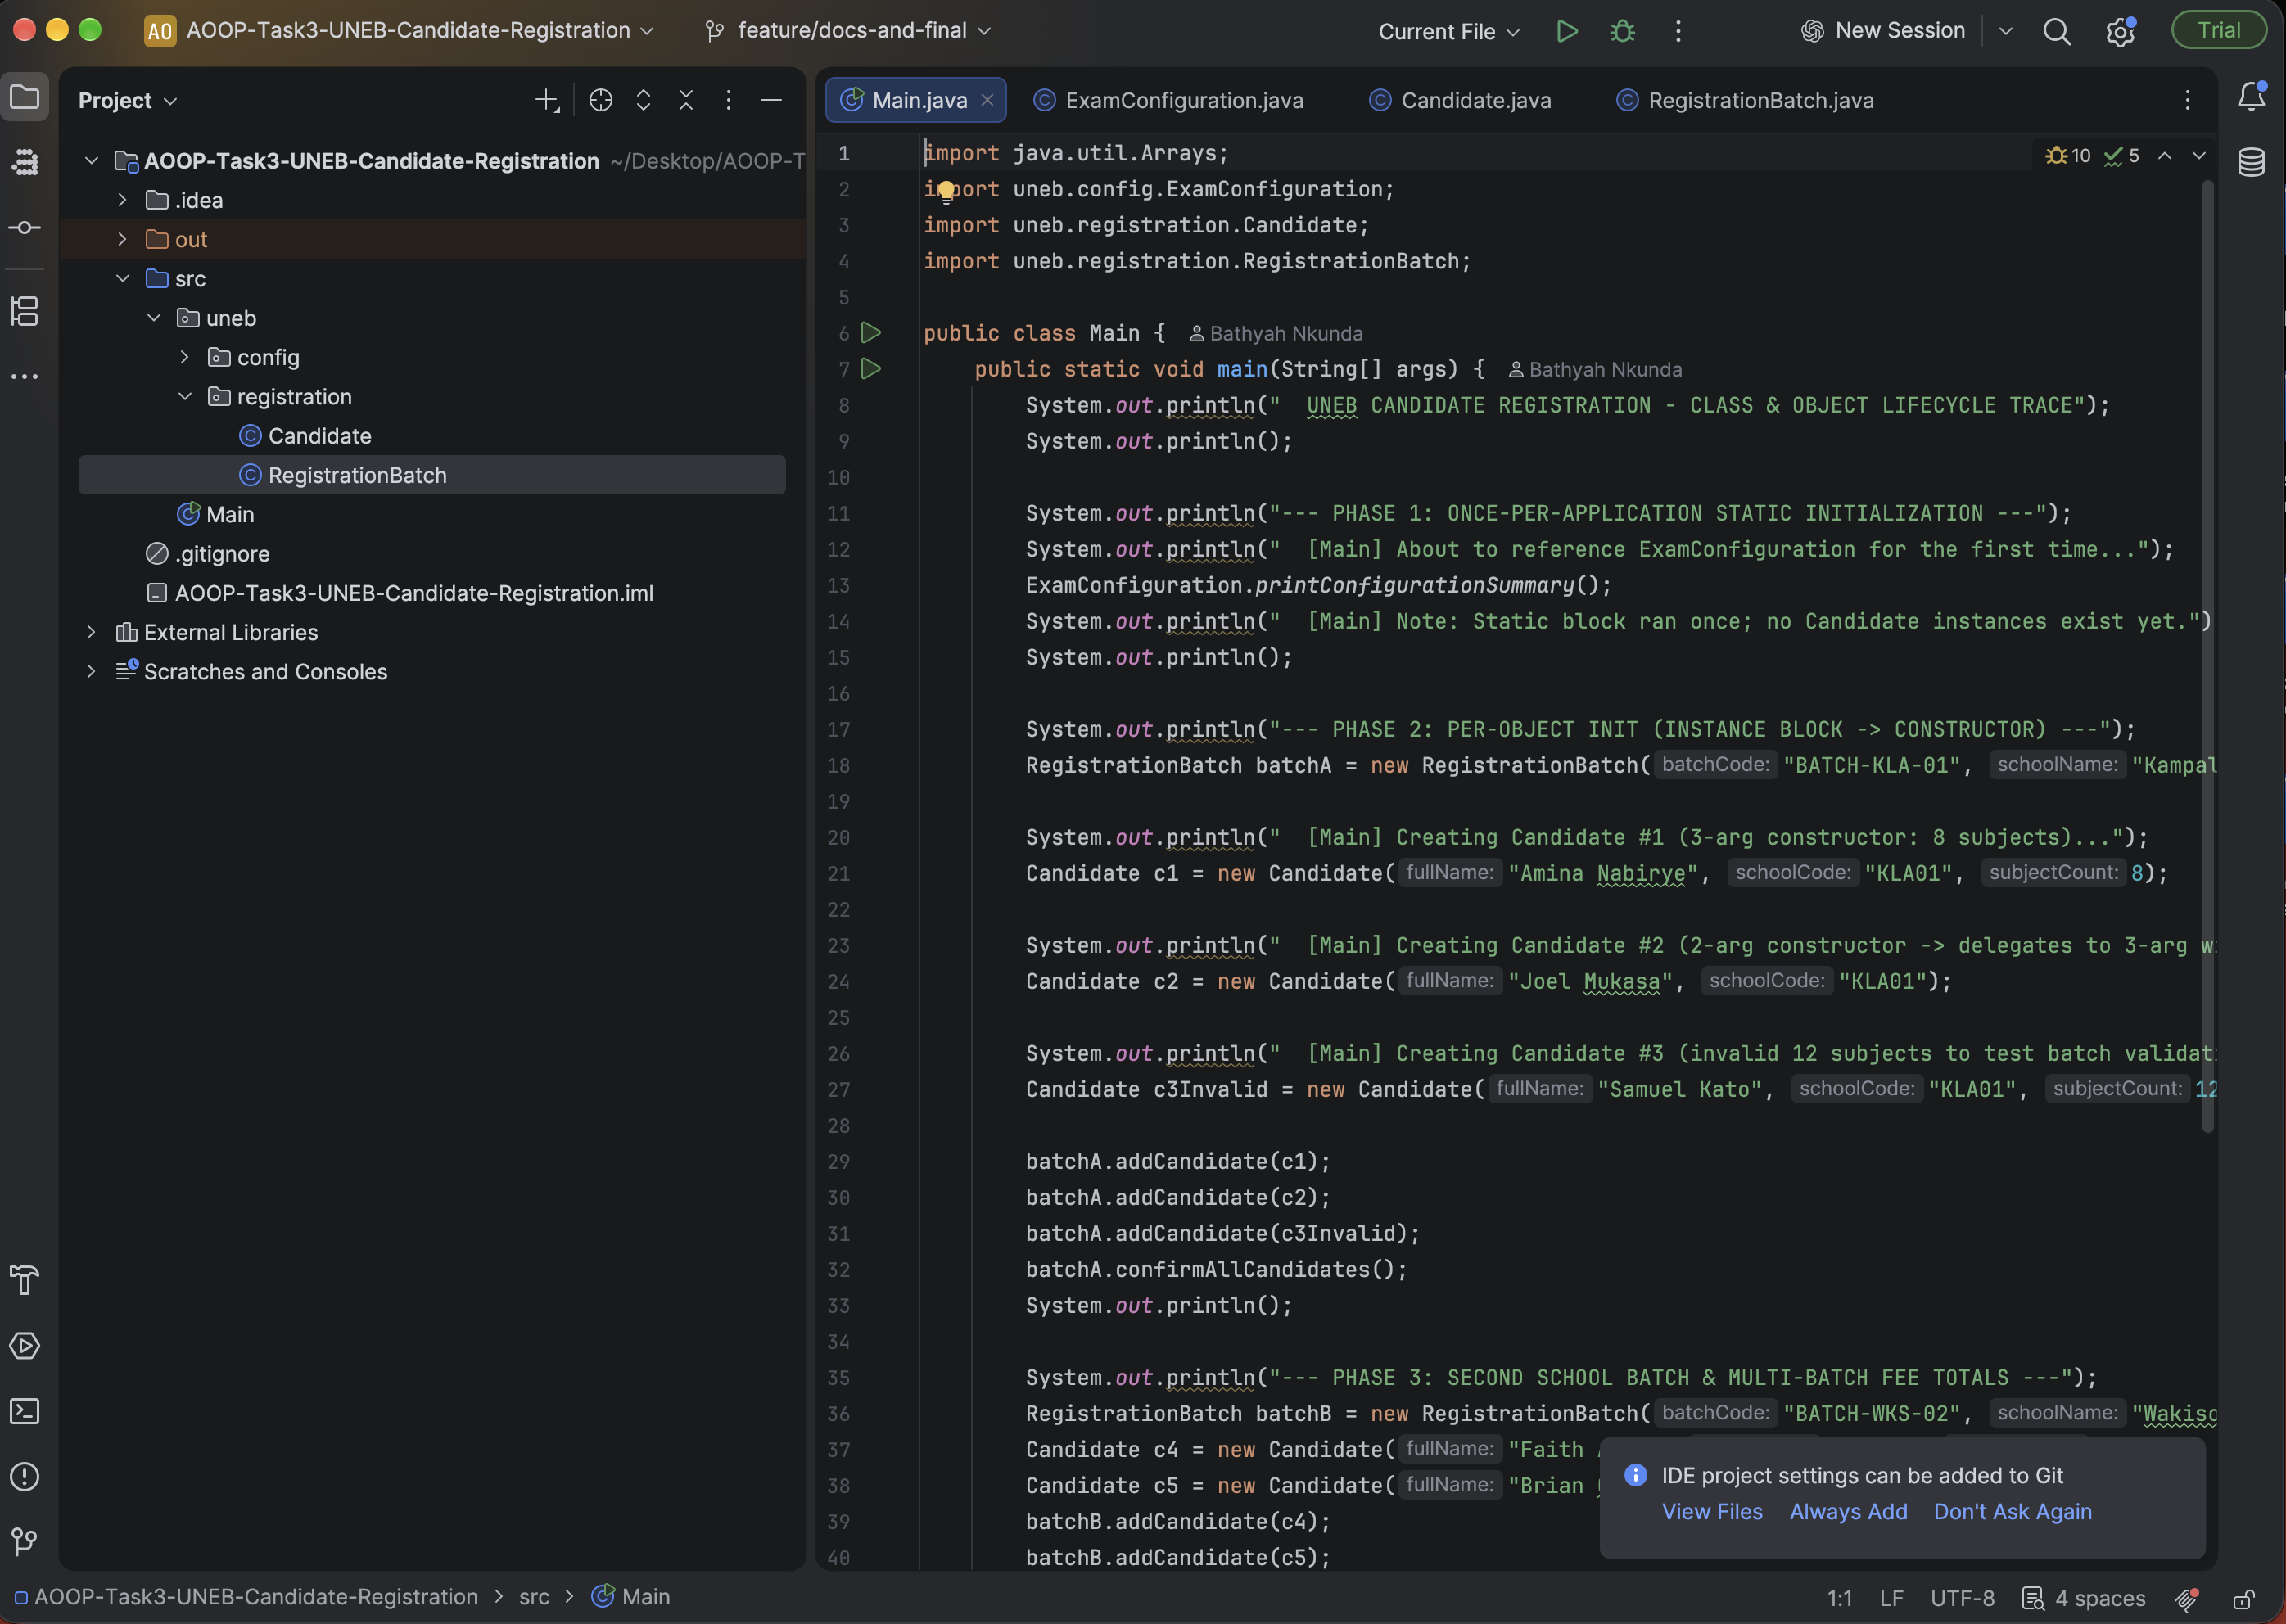 AO AOOP-Task3-UNEB-Candidate-Registration feature/docs-and-final Current File New Session Trial
Project
AOOP-Task3-UNEB-Candidate-Registration ~/Desktop/AOOP-T
.idea
out
src
uneb
config
registration
Candidate
RegistrationBatch
Main
.gitignore
AOOP-Task3-UNEB-Candidate-Registration.iml
External Libraries
Scratches and Consoles
Main.java ExamConfiguration.java Candidate.java RegistrationBatch.java
10 5
1 import java.util.Arrays;
2 import uneb.config.ExamConfiguration;
3 import uneb.registration.Candidate;
4 import uneb.registration.RegistrationBatch;
5
6 public class Main { Bathyah Nkunda
7 public static void main(String[] args) { Bathyah Nkunda
8 System.out.println("  UNEB CANDIDATE REGISTRATION - CLASS & OBJECT LIFECYCLE TRACE");
9 System.out.println();
10
11 System.out.println("--- PHASE 1: ONCE-PER-APPLICATION STATIC INITIALIZATION ---");
12 System.out.println("  [Main] About to reference ExamConfiguration for the first time...");
13 ExamConfiguration.printConfigurationSummary();
14 System.out.println("  [Main] Note: Static block ran once; no Candidate instances exist yet.")
15 System.out.println();
16
17 System.out.println("--- PHASE 2: PER-OBJECT INIT (INSTANCE BLOCK -> CONSTRUCTOR) ---");
18 RegistrationBatch batchA = new RegistrationBatch( batchCode: "BATCH-KLA-01", schoolName: "Kampal
19
20 System.out.println("  [Main] Creating Candidate #1 (3-arg constructor: 8 subjects)...");
21 Candidate c1 = new Candidate( fullName: "Amina Nabirye", schoolCode: "KLA01", subjectCount: 8);
22
23 System.out.println("  [Main] Creating Candidate #2 (2-arg constructor -> delegates to 3-arg wi
24 Candidate c2 = new Candidate( fullName: "Joel Mukasa", schoolCode: "KLA01");
25
26 System.out.println("  [Main] Creating Candidate #3 (invalid 12 subjects to test batch validat
27 Candidate c3Invalid = new Candidate( fullName: "Samuel Kato", schoolCode: "KLA01", subjectCount: 12
28
29 batchA.addCandidate(c1);
30 batchA.addCandidate(c2);
31 batchA.addCandidate(c3Invalid);
32 batchA.confirmAllCandidates();
33 System.out.println();
34
35 System.out.println("--- PHASE 3: SECOND SCHOOL BATCH & MULTI-BATCH FEE TOTALS ---");
36 RegistrationBatch batchB = new RegistrationBatch( batchCode: "BATCH-WKS-02", schoolName: "Wakiso
37 Candidate c4 = new Candidate( fullName: "Faith
38 Candidate c5 = new Candidate( fullName: "Brian
39 batchB.addCandidate(c4);
40 batchB.addCandidate(c5);
IDE project settings can be added to Git
View Files Always Add Don't Ask Again
AOOP-Task3-UNEB-Candidate-Registration > src > Main 1:1 LF UTF-8 4 spaces